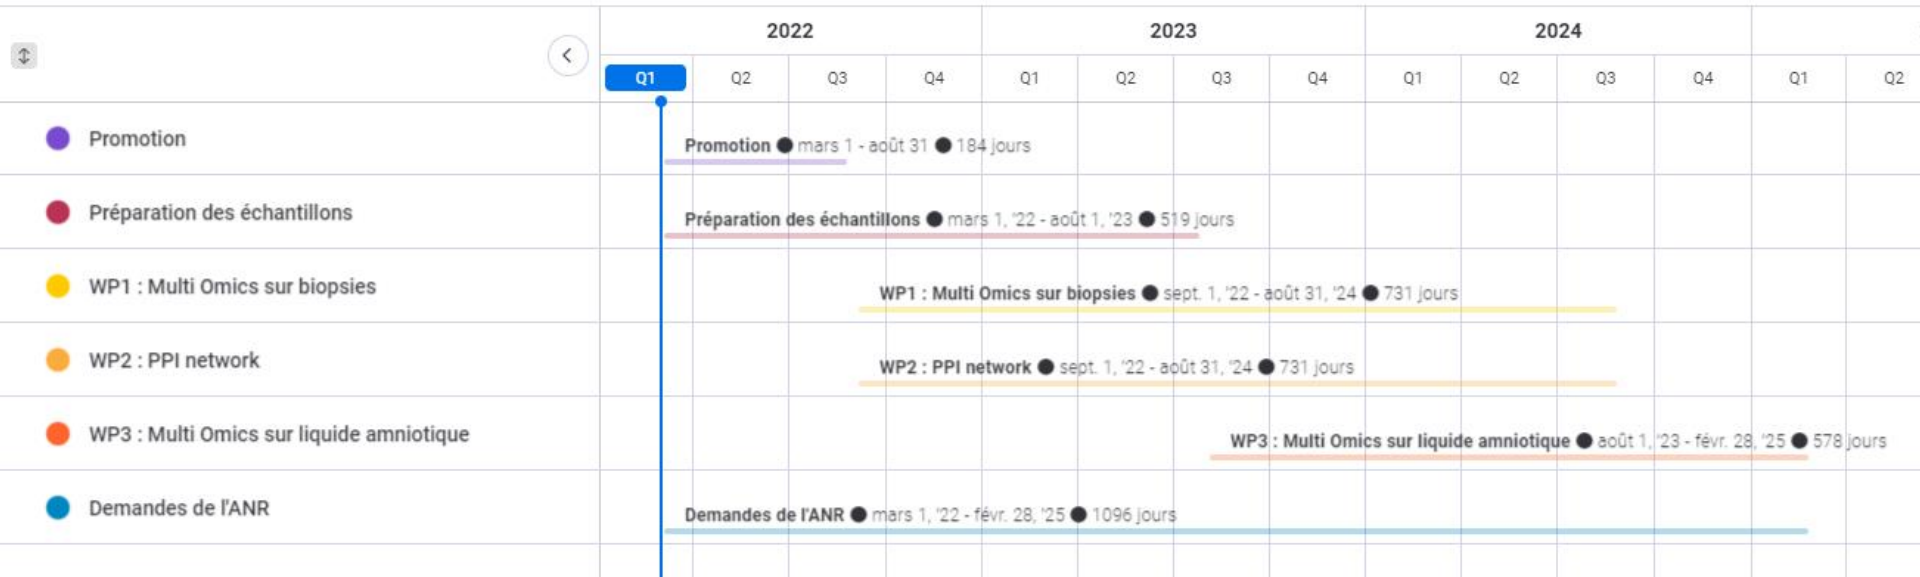 2022 2023 2024
Q1 Q2 Q3 Q4 Q1 Q2 Q3 Q4 Q1 Q2 Q3 Q4 Q1 Q2
Promotion
Promotion ● mars 1 - août 31 ● 184 jours
Préparation des échantillons
Préparation des échantillons ● mars 1, '22 - août 1, '23 ● 519 jours
WP1 : Multi Omics sur biopsies
WP1 : Multi Omics sur biopsies ● sept. 1, '22 - août 31, '24 ● 731 jours
WP2 : PPI network
WP2 : PPI network ● sept. 1, '22 - août 31, '24 ● 731 jours
WP3 : Multi Omics sur liquide amniotique
WP3 : Multi Omics sur liquide amniotique ● août 1, '23 - févr. 28, '25 ● 578 jours
Demandes de l'ANR
Demandes de l'ANR ● mars 1, '22 - févr. 28, '25 ● 1096 jours